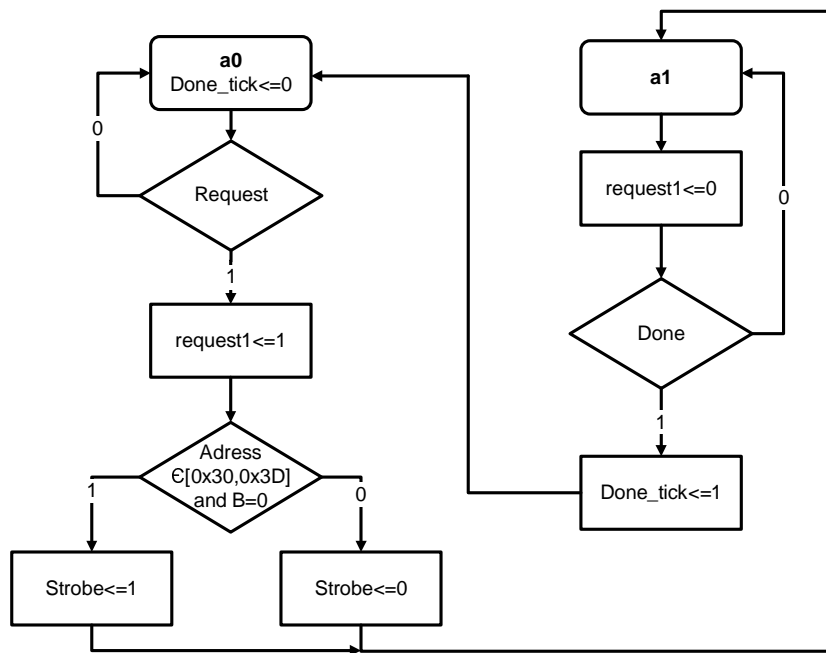 a0
Done_tick<=0
0
Request
1
request1<=1
Adress
Є[0x30,0x3D]
and B=0
1
0
Strobe<=1
Strobe<=0
a1
request1<=0
0
Done
1
Done_tick<=1